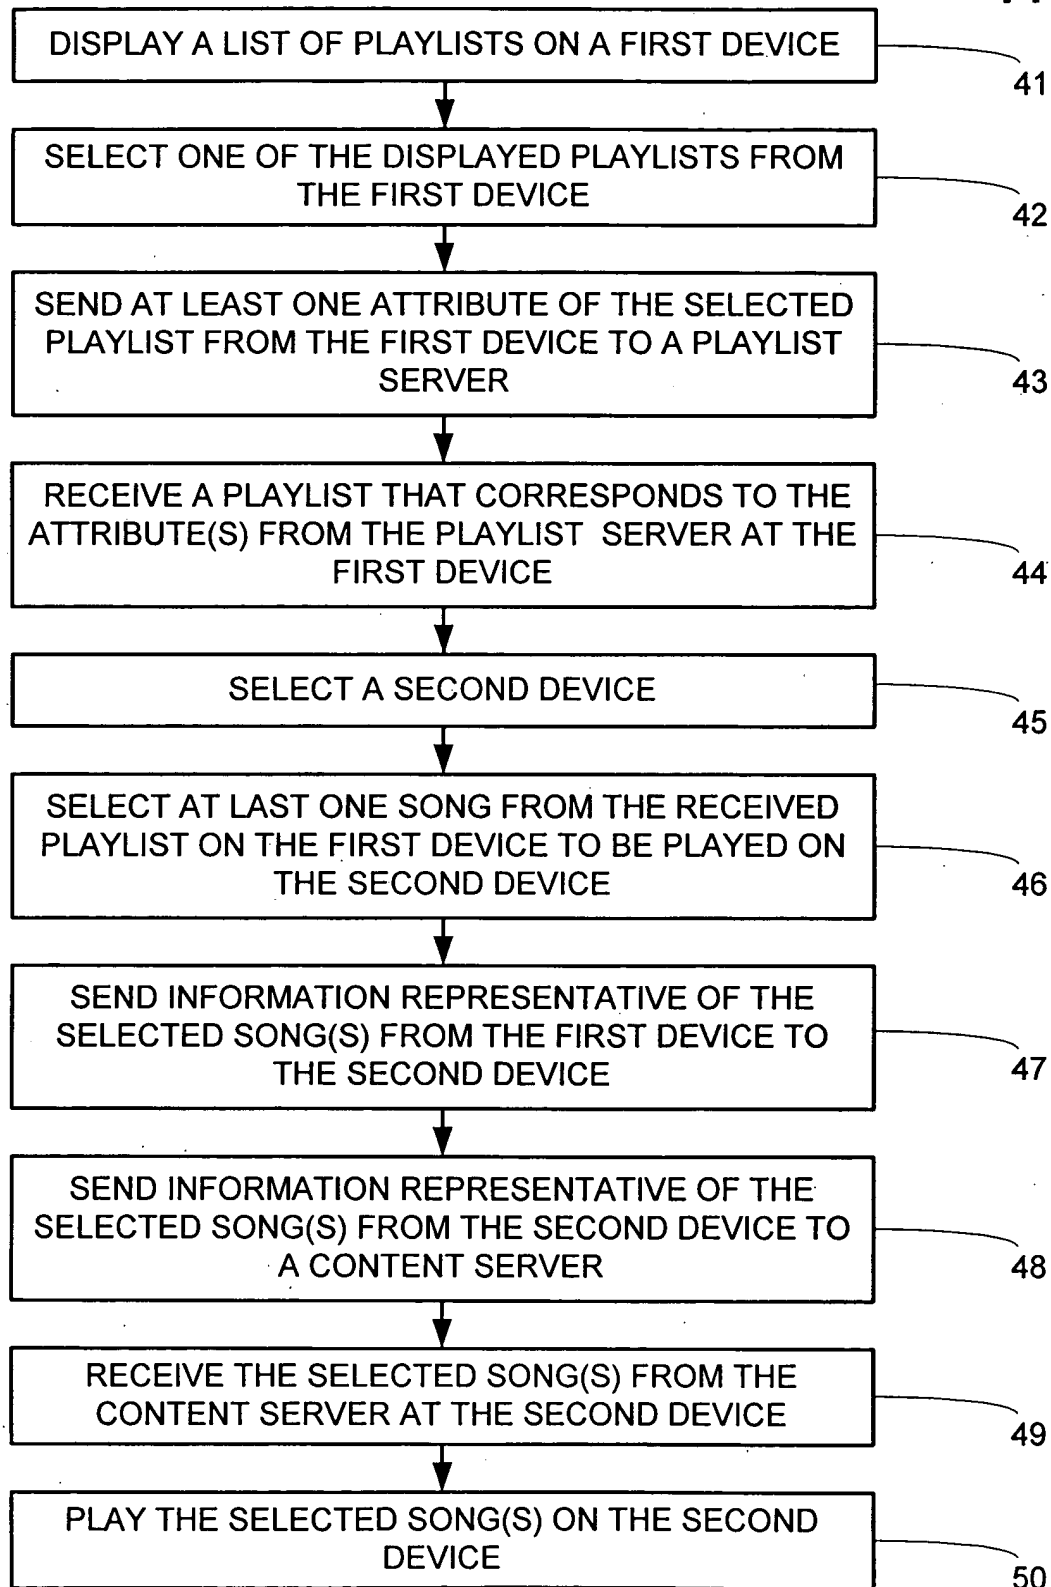 DISPLAY A LIST OF PLAYLISTS ON A FIRST DEVICE
41
SELECT ONE OF THE DISPLAYED PLAYLISTS FROM
THE FIRST DEVICE
42
SEND AT LEAST ONE ATTRIBUTE OF THE SELECTED
PLAYLIST FROM THE FIRST DEVICE TO A PLAYLIST
SERVER
43
RECEIVE A PLAYLIST THAT CORRESPONDS TO THE
ATTRIBUTE(S) FROM THE PLAYLIST SERVER AT THE
FIRST DEVICE
44
SELECT A SECOND DEVICE
45
SELECT AT LAST ONE SONG FROM THE RECEIVED
PLAYLIST ON THE FIRST DEVICE TO BE PLAYED ON
THE SECOND DEVICE
46
SEND INFORMATION REPRESENTATIVE OF THE
SELECTED SONG(S) FROM THE FIRST DEVICE TO
THE SECOND DEVICE
47
SEND INFORMATION REPRESENTATIVE OF THE
SELECTED SONG(S) FROM THE SECOND DEVICE TO
A CONTENT SERVER
48
RECEIVE THE SELECTED SONG(S) FROM THE
CONTENT SERVER AT THE SECOND DEVICE
49
PLAY THE SELECTED SONG(S) ON THE SECOND
DEVICE
50